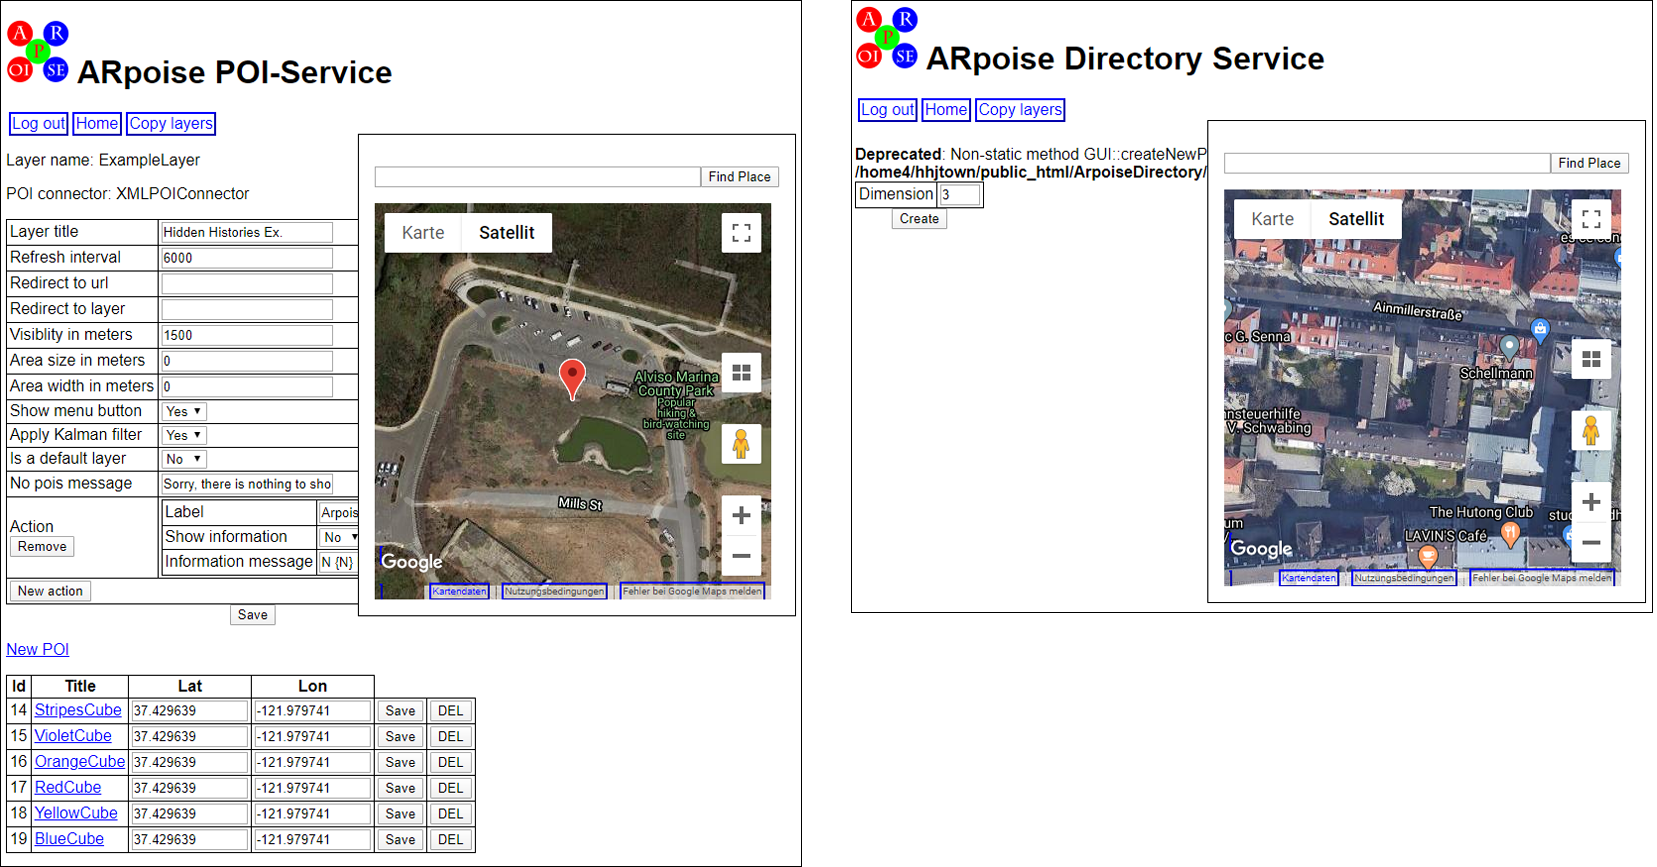 A R
P
OI SE
ARpoise POI-Service
Log out Home Copy layers
Layer name: ExampleLayer
POI connector: XMLPOIConnector
Layer title Hidden Histories Ex.
Refresh interval 6000
Redirect to url
Redirect to layer
Visiblity in meters 1500
Area size in meters 0
Area width in meters 0
Show menu button Yes
Apply Kalman filter Yes
Is a default layer No
No pois message Sorry, there is nothing to sho
Action
Remove
Label Arpois
Show information No
Information message N {N}
New action
Save
Find Place
Karte Satellit
Alviso Marina
County Park
Popular
hiking &
bird-watching
site
Mills St
Google
Kartendaten Nutzungsbedingungen Fehler bei Google Maps melden
New POI
Id Title Lat Lon
14 StripesCube 37.429639 -121.979741 Save DEL
15 VioletCube 37.429639 -121.979741 Save DEL
16 OrangeCube 37.429639 -121.979741 Save DEL
17 RedCube 37.429639 -121.979741 Save DEL
18 YellowCube 37.429639 -121.979741 Save DEL
19 BlueCube 37.429639 -121.979741 Save DEL
A R
P
OI SE
ARpoise Directory Service
Log out Home Copy layers
Deprecated: Non-static method GUI::createNewP
/home4/hhjtown/public_html/ArpoiseDirectory/
Dimension 3
Create
Find Place
Karte Satellit
Ainmillerstraße
c G. Senna
Schellmann
nsteuerhilfe
V. Schwabing
The Hutong Club
LAVIN'S Café
um
Google
Kartendaten Nutzungsbedingungen Fehler bei Google Maps melden